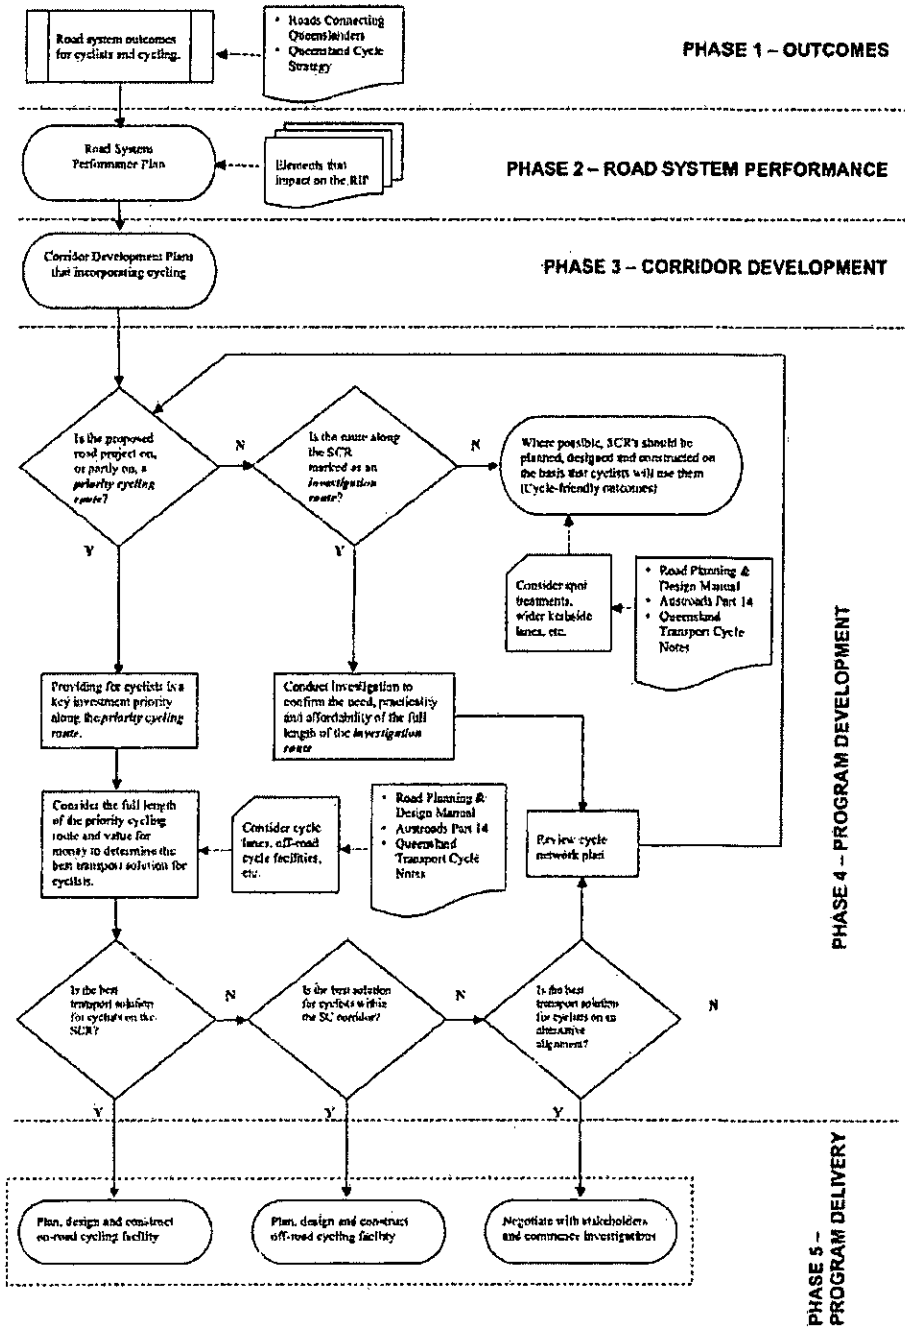 Road system outcomes
for cyclists and cycling.
• Roads Connecting
Queenslanders
• Queensland Cycle
Strategy
PHASE 1 – OUTCOMES
Road System
Performance Plan
Elements that
impact on the RIP
PHASE 2 – ROAD SYSTEM PERFORMANCE
Corridor Development Plans
that incorporating cycling
PHASE 3 – CORRIDOR DEVELOPMENT
Is the proposed
road project on,
or partly on, a
priority cycling
route?
N
Y
Is the route along
the SCR
marked as an
investigation
route?
N
Y
Where possible, SCR's should be
planned, designed and constructed on
the basis that cyclists will use them
(Cycle-friendly outcomes)
Consider spot
treatments,
wider kerbside
lanes, etc.
• Road Planning &
Design Manual
• Austroads Part 14
• Queensland
Transport Cycle
Notes
Providing for cyclists is a
key investment priority
along the priority cycling
route.
Conduct Investigation to
confirm the need, practicality
and affordability of the full
length of the investigation
route
Consider the full length
of the priority cycling
route and value for
money to determine the
best transport solution for
cyclists.
Consider cycle
lanes, off-road
cycle facilities,
etc.
• Road Planning &
Design Manual
• Austroads Part 14
• Queensland
Transport Cycle
Notes
Review cycle
network plan
PHASE 4 – PROGRAM DEVELOPMENT
Is the best
transport solution
for cyclists on the
SCR?
N
Y
Is the best solution
for cyclists within the
SC corridor?
N
Y
Is the best
transport solution
for cyclists on an
alternative
alignment?
N
Y
Plan, design and construct
on-road cycling facility
Plan, design and construct
off-road cycling facility
Negotiate with stakeholders
and commence investigations
PHASE 5 –
PROGRAM DELIVERY